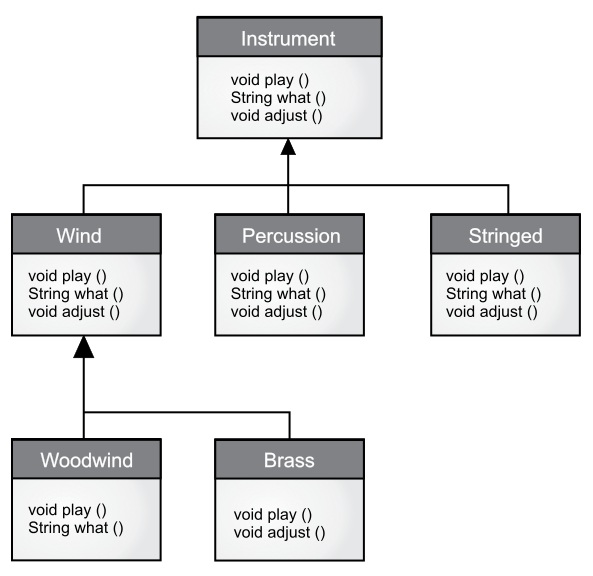 Instrument
void play ()
String what ()
void adjust ()
Wind
void play ()
String what ()
void adjust ()
Percussion
void play ()
String what ()
void adjust ()
Stringed
void play ()
String what ()
void adjust ()
Woodwind
void play ()
String what ()
Brass
void play ()
void adjust ()